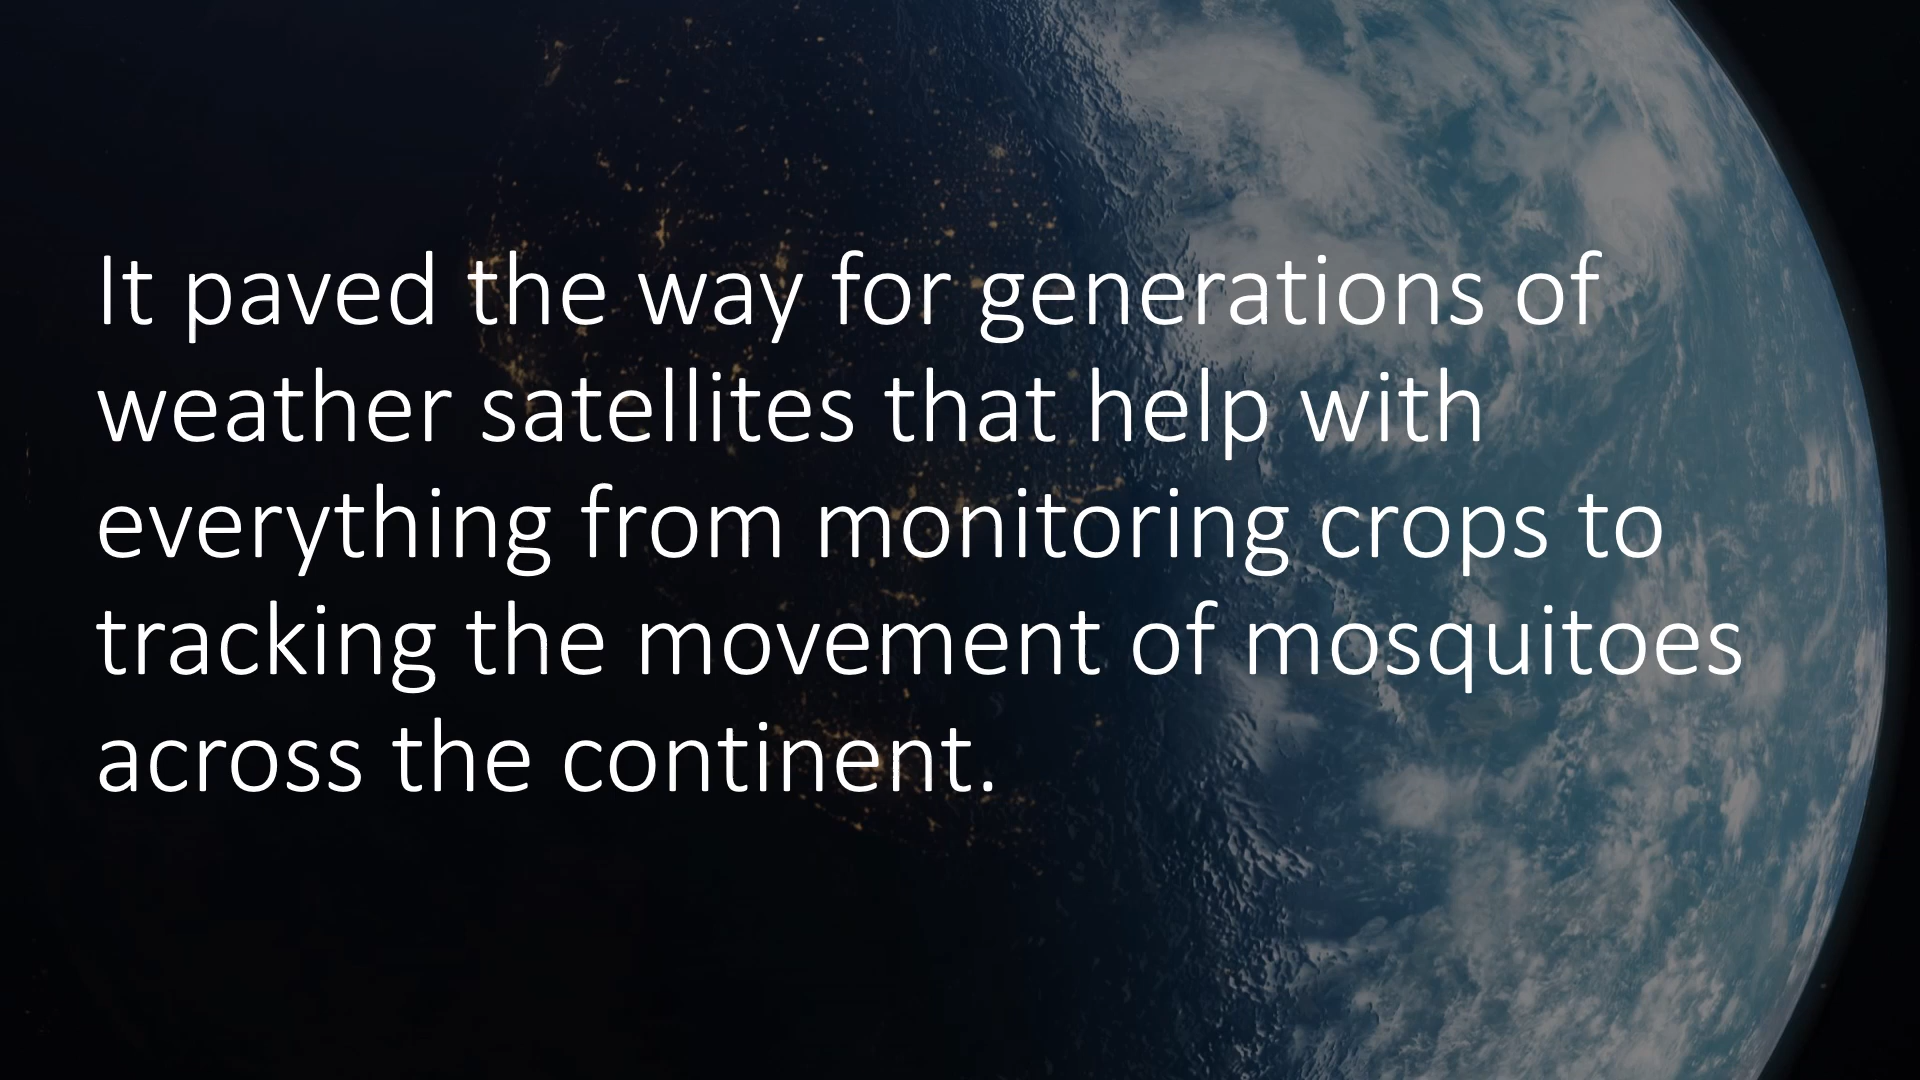 It paved the way for generations of
weather satellites that help with
everything from monitoring crops to
tracking the movement of mosquitoes
across the continent.